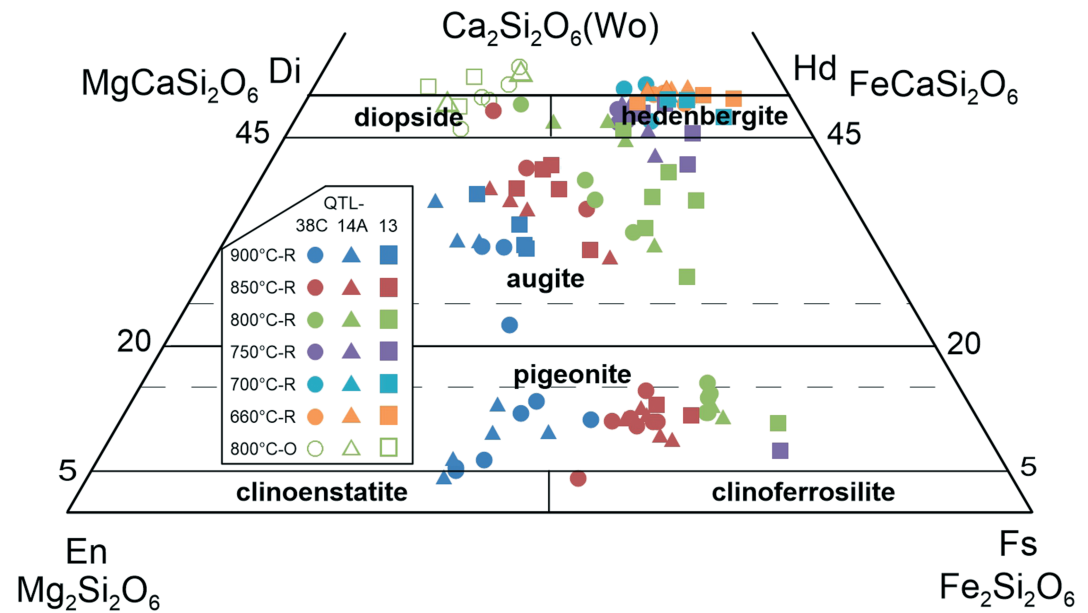 Ca₂Si₂O₆(Wo)
MgCaSi₂O₆ Di Hd FeCaSi₂O₆
diopside hedenbergite
45 45
QTL-
38C 14A 13
900°C-R
850°C-R
800°C-R
750°C-R
700°C-R
660°C-R
800°C-O
augite
20 20
pigeonite
5 5
clinoenstatite clinoferrosilite
En Fs
Mg₂Si₂O₆ Fe₂Si₂O₆